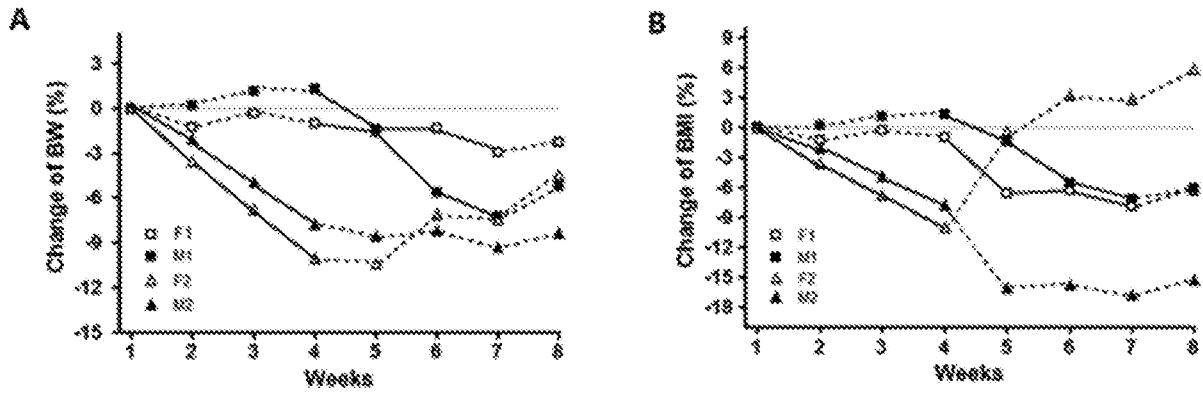 A
Change of BW (%)
3
0
-3
-6
-9
-12
-15
F1
M1
F2
M2
1 2 3 4 5 6 7 8
Weeks
B
Change of BMI (%)
9
6
3
0
-3
-6
-9
-12
-15
-18
F1
M1
F2
M2
1 2 3 4 5 6 7 8
Weeks